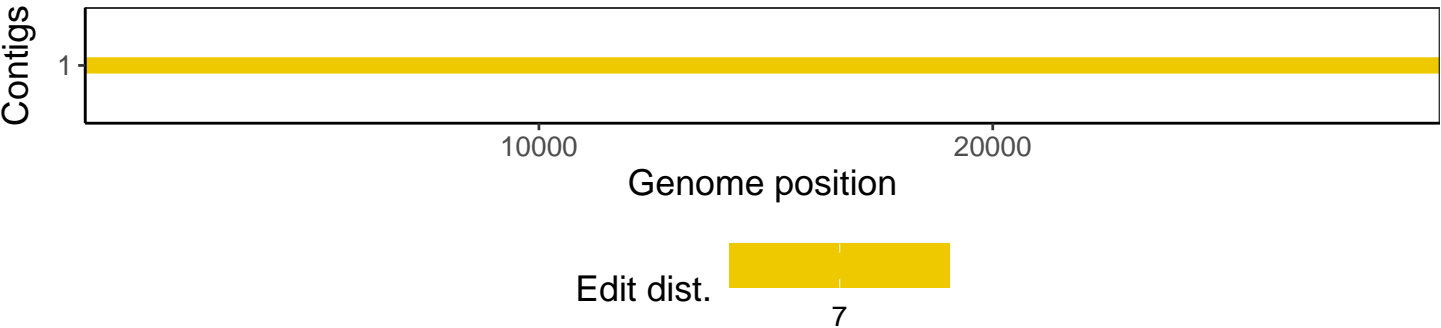 Contigs
1
10000
20000
Genome position
Edit dist.
7